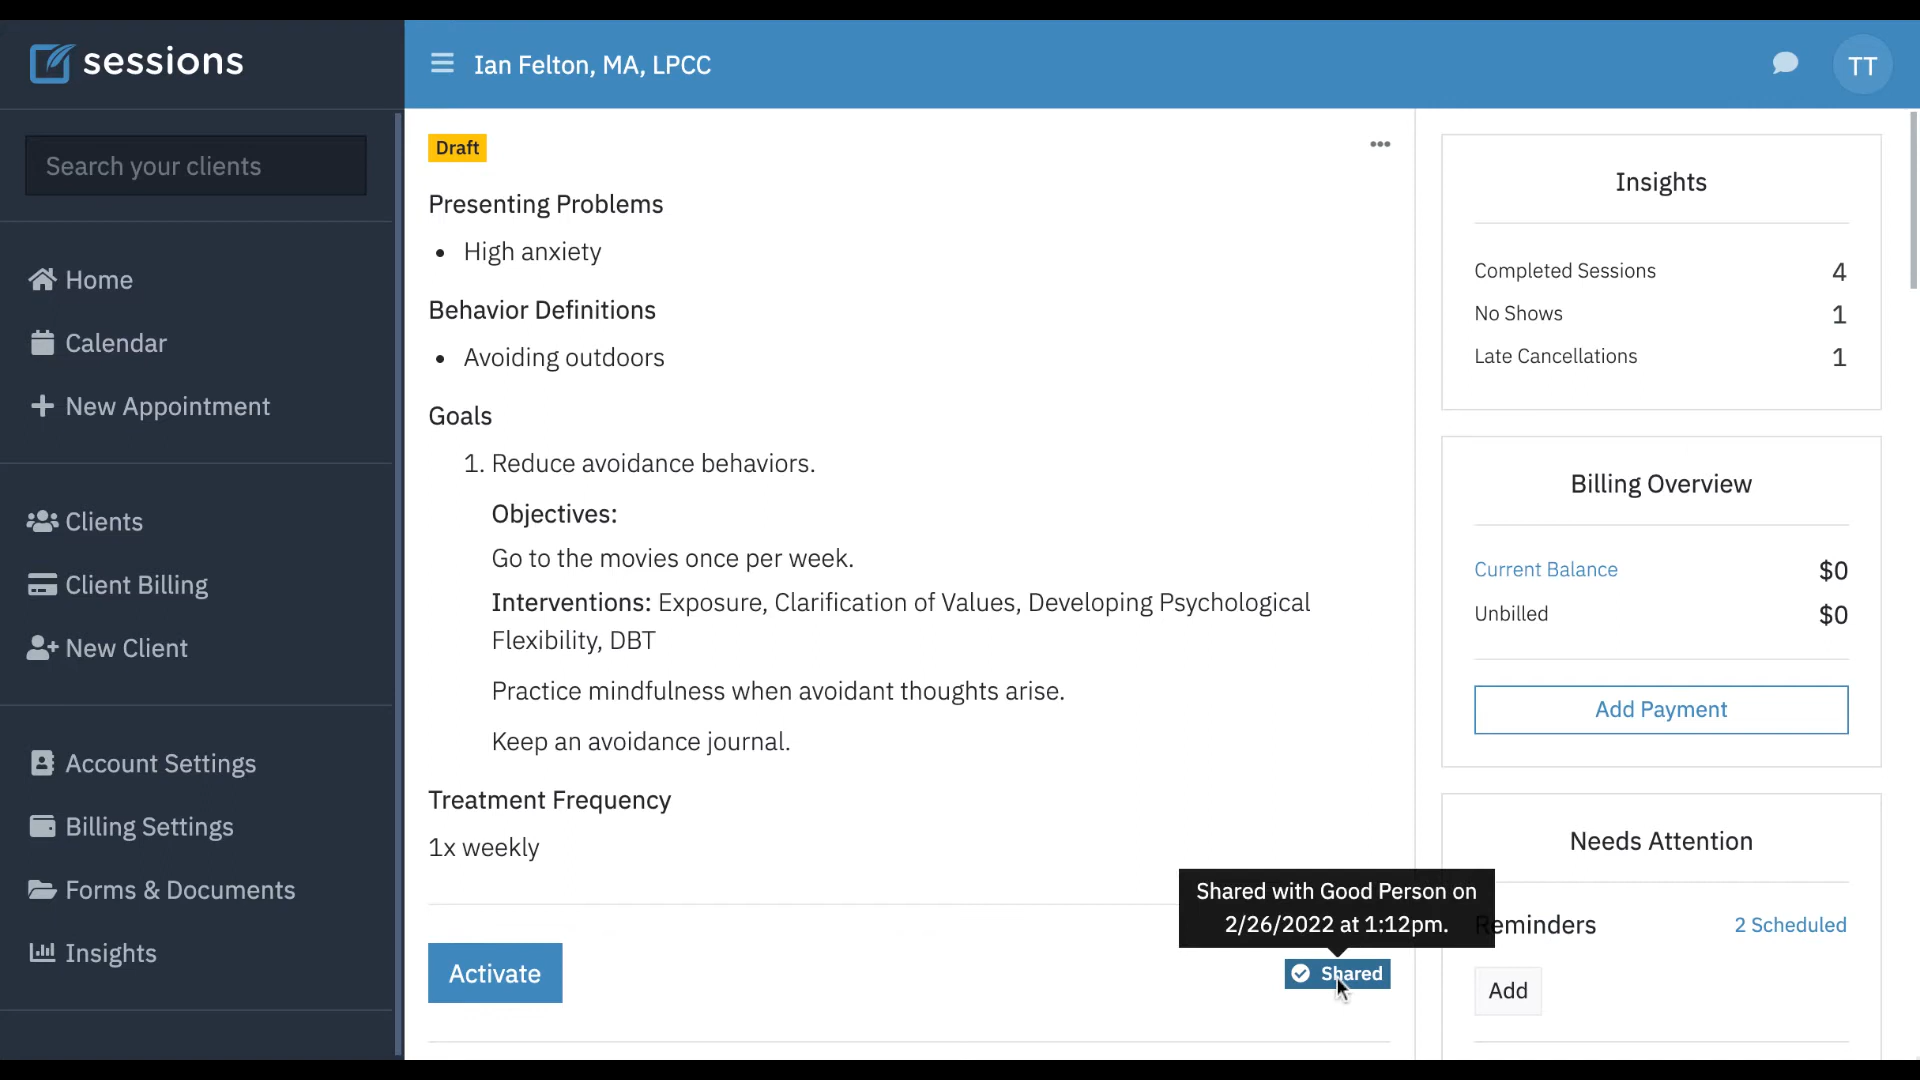 sessions
Ian Felton, MA, LPCC
TT
Search your clients
Home
Calendar
New Appointment
Clients
Client Billing
New Client
Account Settings
Billing Settings
Forms & Documents
Insights
Draft
Presenting Problems
• High anxiety
Behavior Definitions
• Avoiding outdoors
Goals
1. Reduce avoidance behaviors.
Objectives:
Go to the movies once per week.
Interventions: Exposure, Clarification of Values, Developing Psychological
Flexibility, DBT
Practice mindfulness when avoidant thoughts arise.
Keep an avoidance journal.
Treatment Frequency
1x weekly
Shared with Good Person on
2/26/2022 at 1:12pm.
Activate
Shared
Insights
Completed Sessions 4
No Shows 1
Late Cancellations 1
Billing Overview
Current Balance $0
Unbilled $0
Add Payment
Needs Attention
Reminders 2 Scheduled
Add